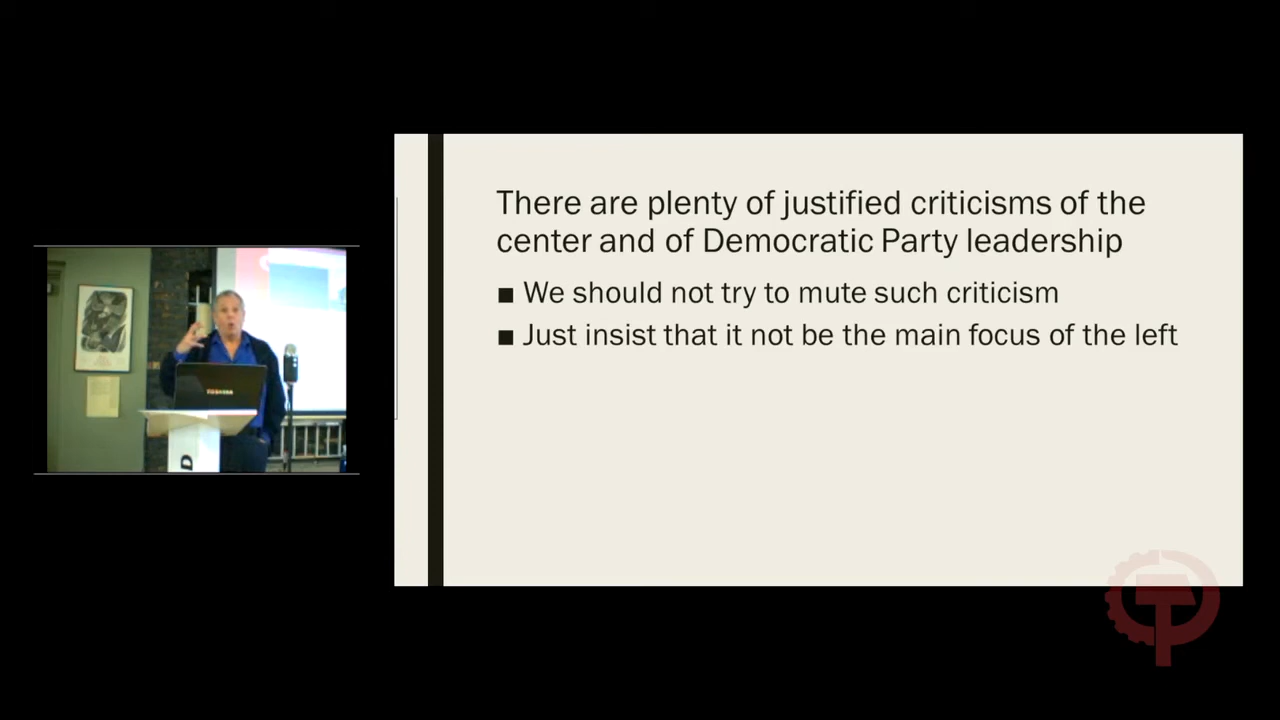 There are plenty of justified criticisms of the
center and of Democratic Party leadership
■ We should not try to mute such criticism
■ Just insist that it not be the main focus of the left
TOSHIBA
D